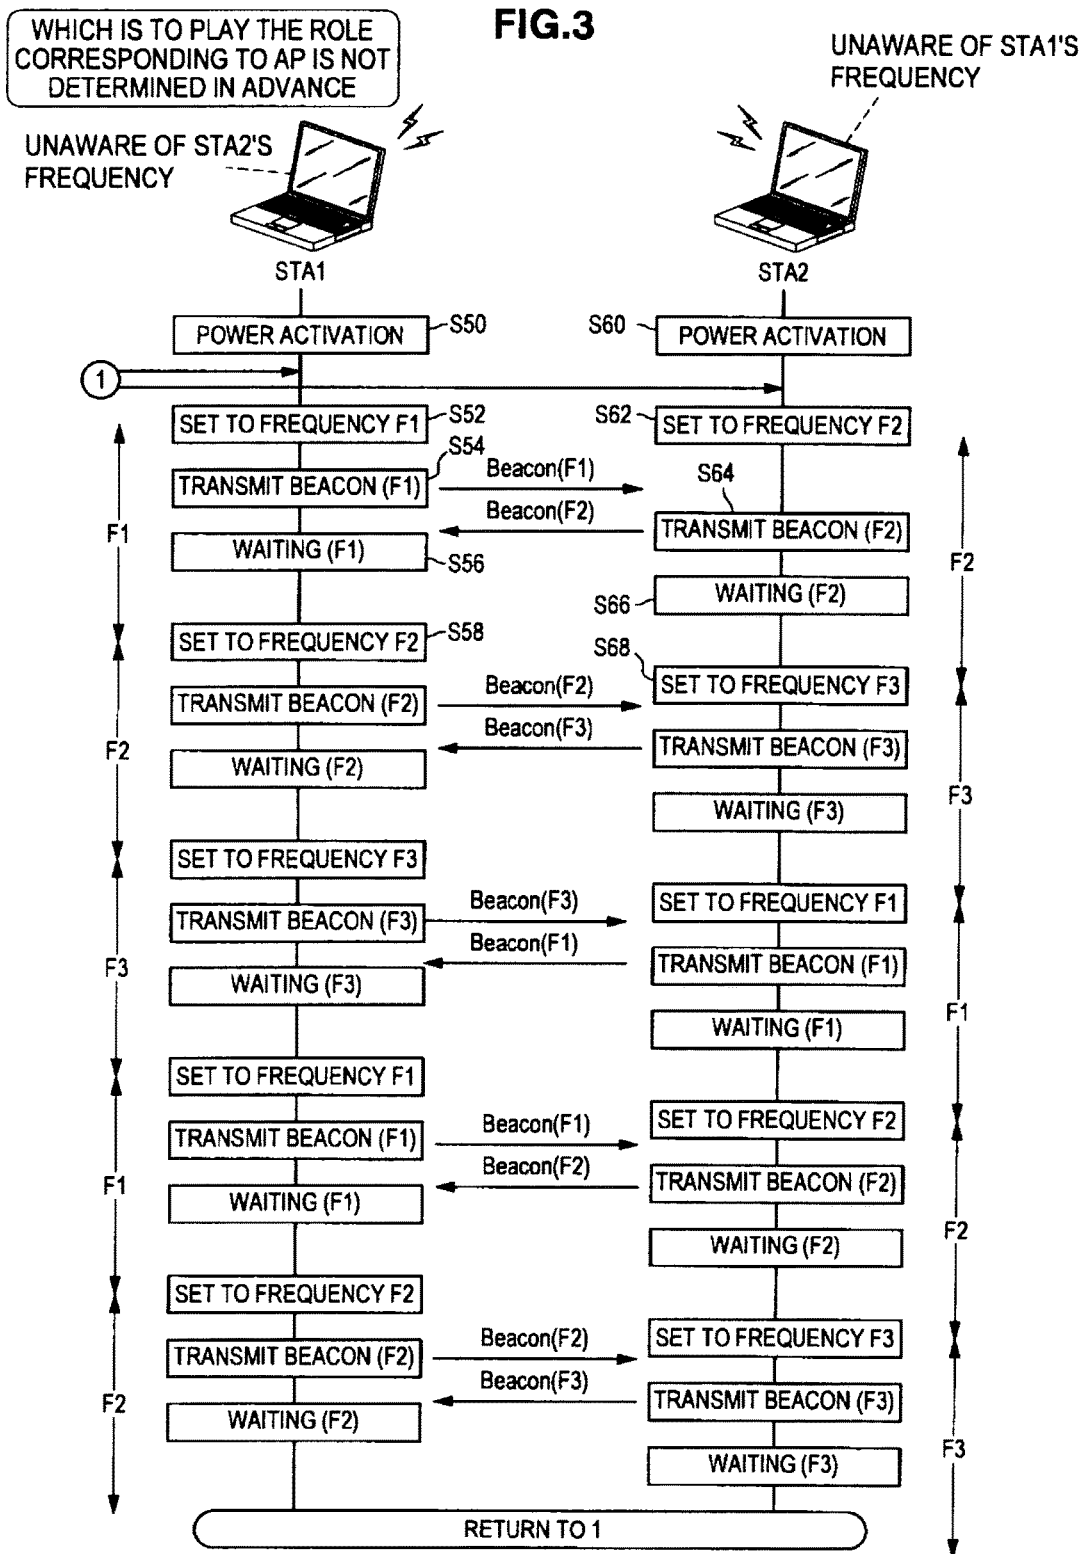 FIG.3
WHICH IS TO PLAY THE ROLE
CORRESPONDING TO AP IS NOT
DETERMINED IN ADVANCE
UNAWARE OF STA1'S
FREQUENCY
UNAWARE OF STA2'S
FREQUENCY
STA1
STA2
POWER ACTIVATION
S50
S60
POWER ACTIVATION
1
SET TO FREQUENCY F1
S52
S62
SET TO FREQUENCY F2
S54
TRANSMIT BEACON (F1)
Beacon(F1)
S64
Beacon(F2)
TRANSMIT BEACON (F2)
F1
WAITING (F1)
S56
F2
S66
WAITING (F2)
SET TO FREQUENCY F2
S58
S68
SET TO FREQUENCY F3
TRANSMIT BEACON (F2)
Beacon(F2)
Beacon(F3)
TRANSMIT BEACON (F3)
F2
WAITING (F2)
F3
WAITING (F3)
SET TO FREQUENCY F3
SET TO FREQUENCY F1
TRANSMIT BEACON (F3)
Beacon(F3)
Beacon(F1)
TRANSMIT BEACON (F1)
F3
WAITING (F3)
F1
WAITING (F1)
SET TO FREQUENCY F1
SET TO FREQUENCY F2
TRANSMIT BEACON (F1)
Beacon(F1)
Beacon(F2)
TRANSMIT BEACON (F2)
F1
WAITING (F1)
F2
WAITING (F2)
SET TO FREQUENCY F2
SET TO FREQUENCY F3
TRANSMIT BEACON (F2)
Beacon(F2)
Beacon(F3)
TRANSMIT BEACON (F3)
F2
WAITING (F2)
F3
WAITING (F3)
RETURN TO 1